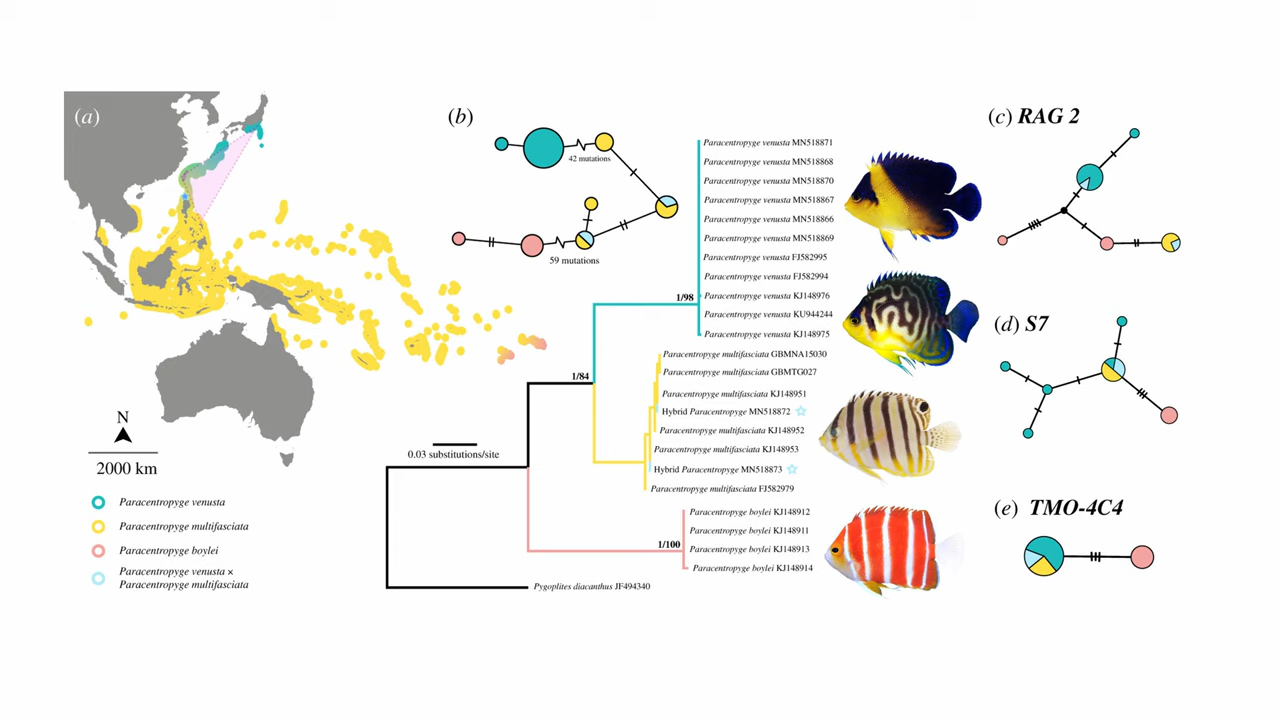 (a)
N
2000 km
Paracentropyge venusta
Paracentropyge multifasciata
Paracentropyge boylei
Paracentropyge venusta ×
Paracentropyge multifasciata
(b)
42 mutations
59 mutations
Paracentropyge venusta MN518871
Paracentropyge venusta MN518868
Paracentropyge venusta MN518870
Paracentropyge venusta MN518867
Paracentropyge venusta MN518866
Paracentropyge venusta MN518869
Paracentropyge venusta FJ582995
Paracentropyge venusta FJ582994
Paracentropyge venusta KJ148976
Paracentropyge venusta KU944244
Paracentropyge venusta KJ148975
1/98
Paracentropyge multifasciata GBMNA15030
Paracentropyge multifasciata GBMTG027
Paracentropyge multifasciata KJ148951
Hybrid Paracentropyge MN518872
Paracentropyge multifasciata KJ148952
Paracentropyge multifasciata KJ148953
Hybrid Paracentropyge MN518873
Paracentropyge multifasciata FJ582979
1/84
0.03 substitutions/site
Paracentropyge boylei KJ148912
Paracentropyge boylei KJ148911
Paracentropyge boylei KJ148913
Paracentropyge boylei KJ148914
1/100
Pygoplites diacanthus JF494340
(c) RAG 2
(d) S7
(e) TMO-4C4